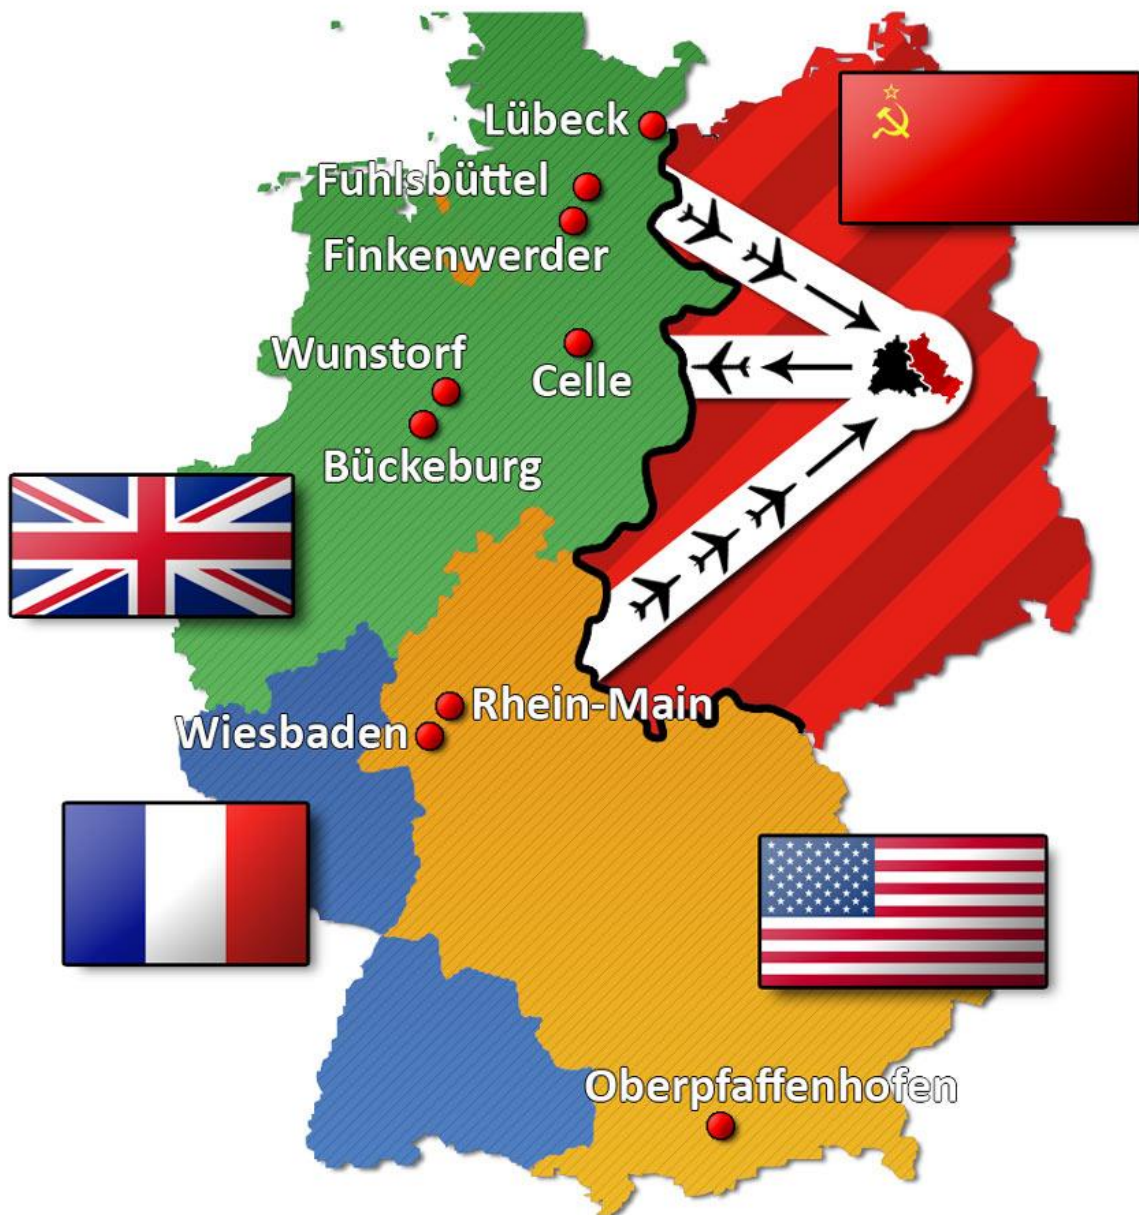 Lübeck
Fuhlsbüttel
Finkenwerder
Wunstorf
Celle
Bückeburg
Rhein-Main
Wiesbaden
Oberpfaffenhofen